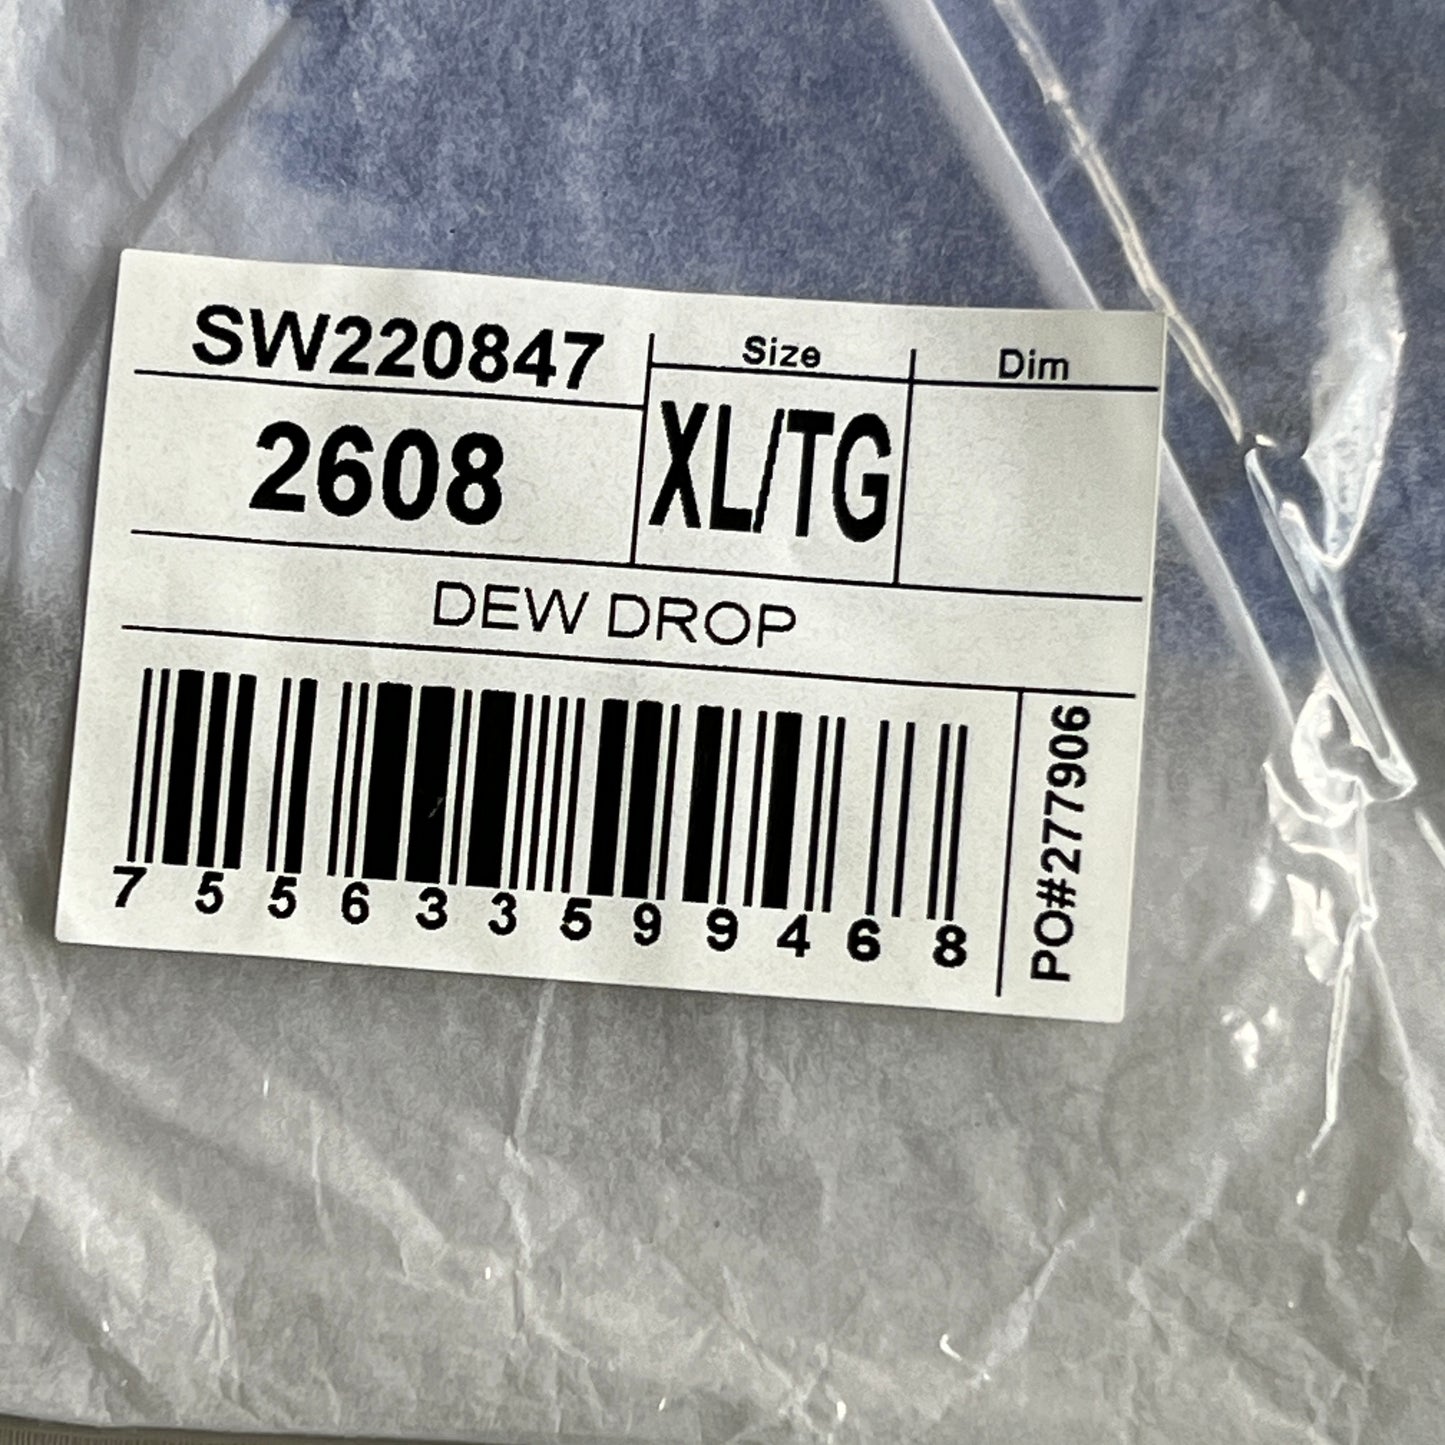 SW220847
Size
Dim
2608
XL/TG
DEW DROP
7 5 5 6 3 3 5 9 9 4 6 8
PO#277906